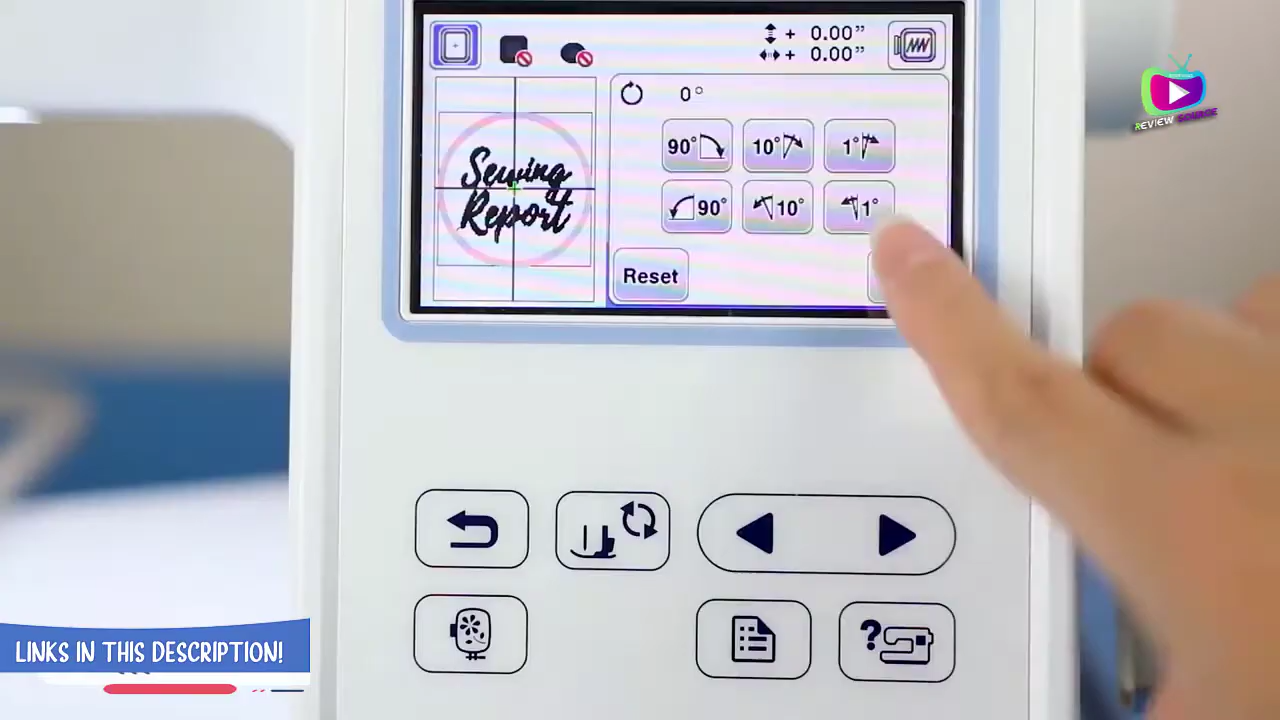 + 0.00"
+ 0.00"
0°
90° 10° 1°
90° 10° 1°
Reset
Sewing
Report
REVIEW SOURCE
?
LINKS IN THIS DESCRIPTION!